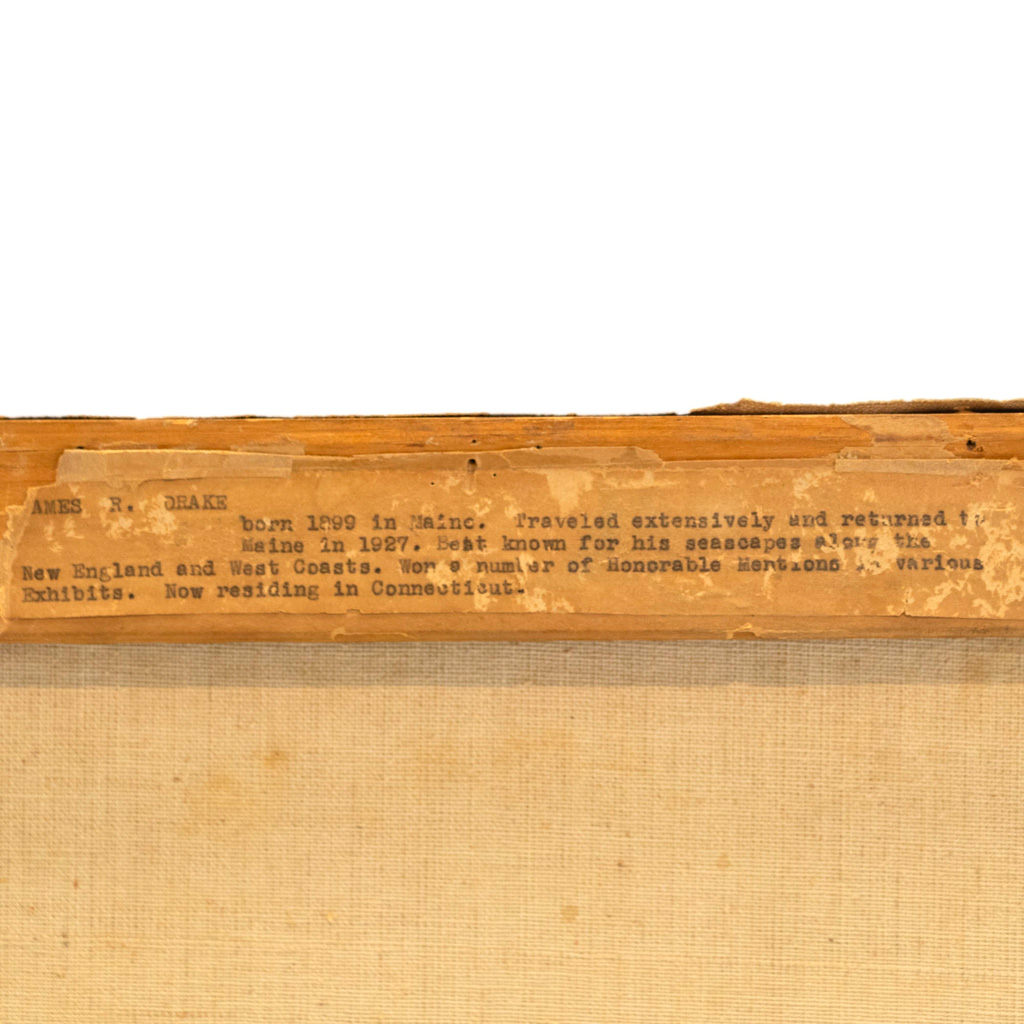 AMES R. DRAKE
born 1899 in Maine. Traveled extensively and returned to
Maine in 1927. Best known for his seascapes along the
New England and West Coasts. Won a number of Honorable Mentions in various
Exhibits. Now residing in Connecticut.